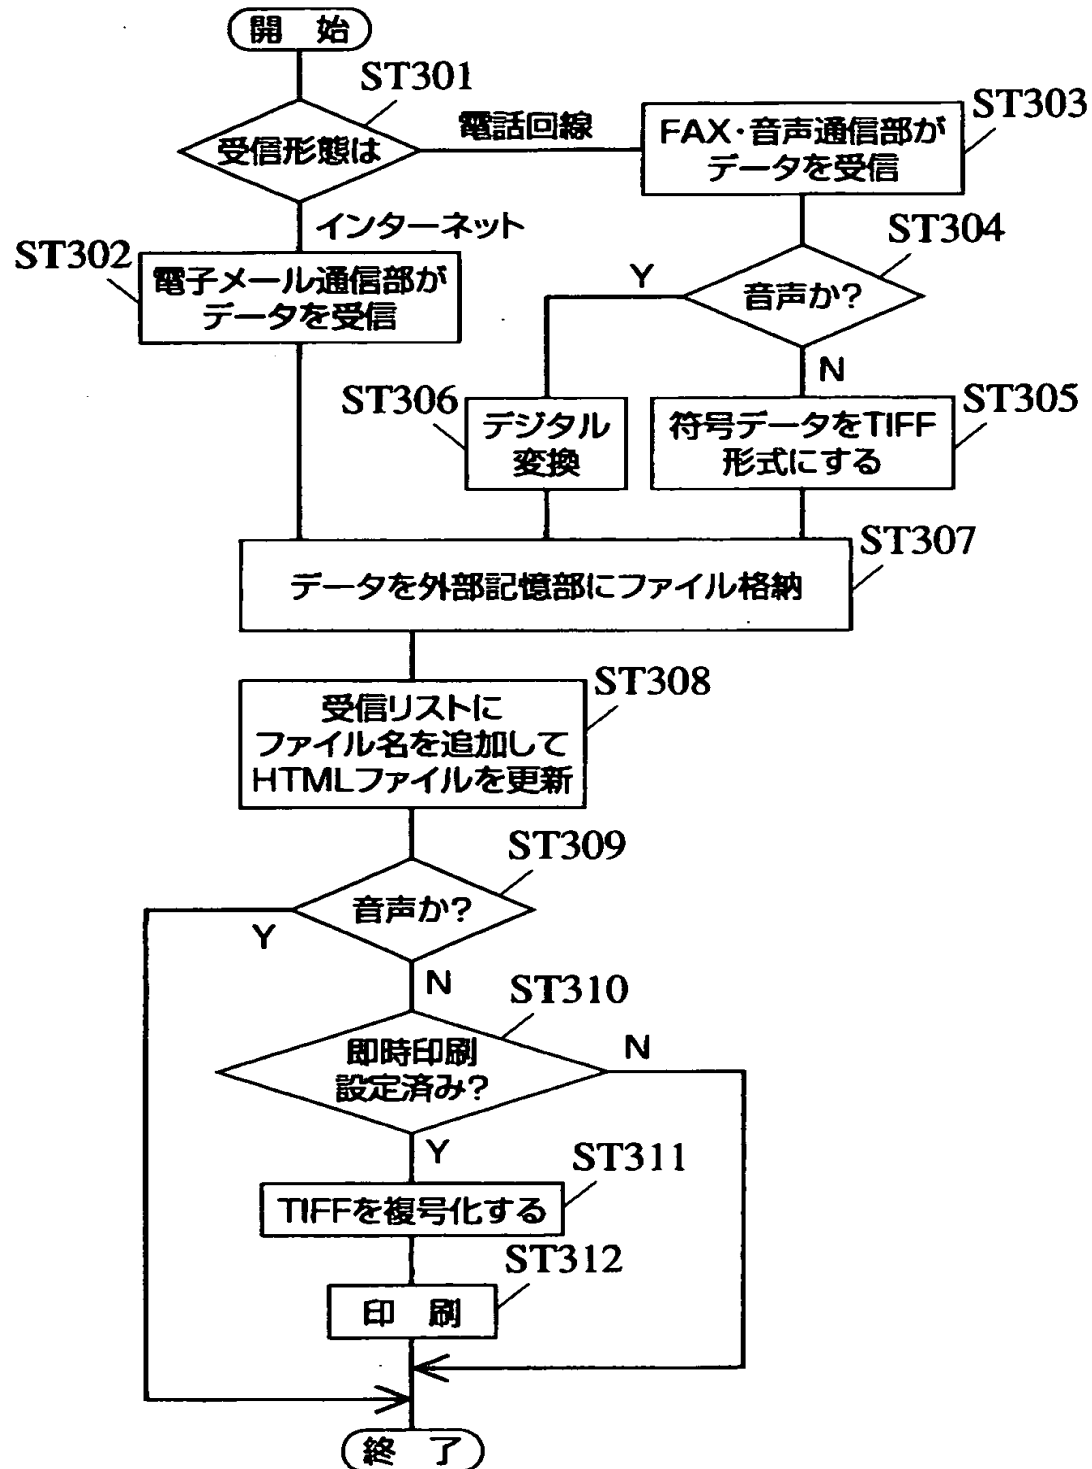 開 始
ST301
受信形態は
電話回線
ST303
FAX・音声通信部が
データを受信
インターネット
ST302
電子メール通信部が
データを受信
ST304
音声か?
Y
N
ST306
デジタル
変換
ST305
符号データをTIFF
形式にする
ST307
データを外部記憶部にファイル格納
ST308
受信リストに
ファイル名を追加して
HTMLファイルを更新
ST309
音声か?
Y
N
ST310
即時印刷
設定済み?
N
Y
ST311
TIFFを複号化する
ST312
印 刷
終 了